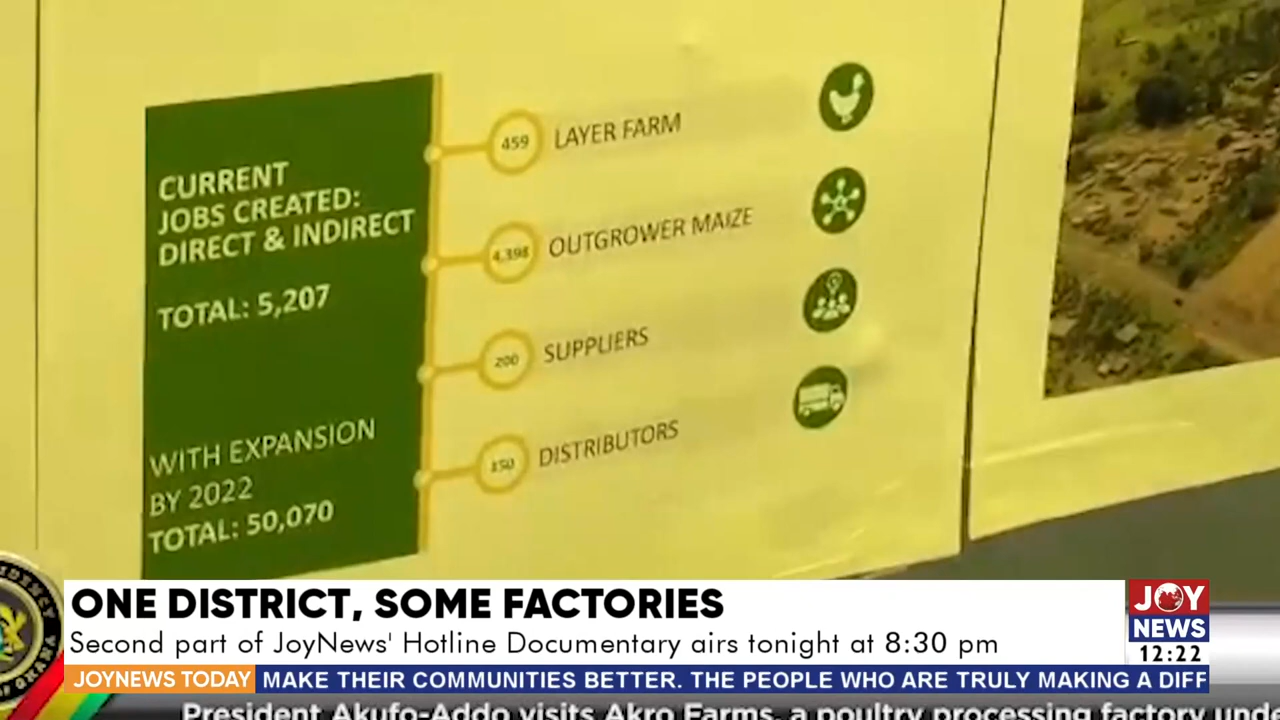 CURRENT
JOBS CREATED:
DIRECT & INDIRECT
TOTAL: 5,207
WITH EXPANSION
BY 2022
TOTAL: 50,070
459 LAYER FARM
4,398 OUTGROWER MAIZE
200 SUPPLIERS
150 DISTRIBUTORS
ONE DISTRICT, SOME FACTORIES
Second part of JoyNews' Hotline Documentary airs tonight at 8:30 pm
JOY
NEWS
12:22
JOYNEWS TODAY
MAKE THEIR COMMUNITIES BETTER. THE PEOPLE WHO ARE TRULY MAKING A DIFF
President Akufo-Addo visits Akro Farms, a poultry processing factory unde